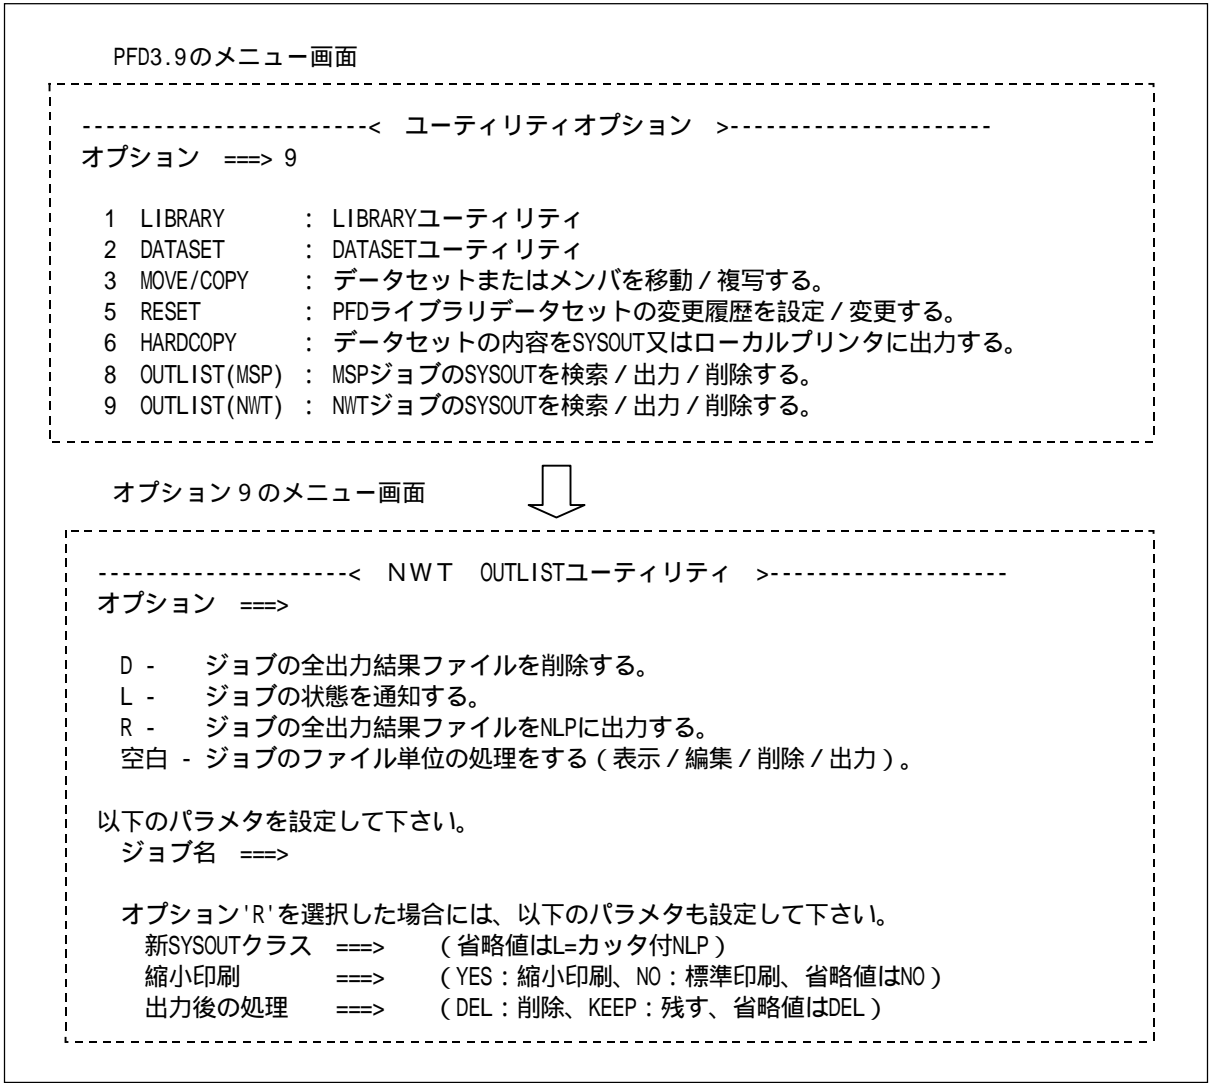 PFD3.9のメニュー画面
------------------------<　ユーティリティオプション　>----------------------
オプション　===> 9
1 LIBRARY : LIBRARYユーティリティ
2 DATASET : DATASETユーティリティ
3 MOVE/COPY : データセットまたはメンバを移動／複写する。
5 RESET : PFDライブラリデータセットの変更履歴を設定／変更する。
6 HARDCOPY : データセットの内容をSYSOUT又はローカルプリンタに出力する。
8 OUTLIST(MSP) : MSPジョブのSYSOUTを検索／出力／削除する。
9 OUTLIST(NWT) : NWTジョブのSYSOUTを検索／出力／削除する。
オプション９のメニュー画面
---------------------<　ＮＷＴ　OUTLISTユーティリティ　>--------------------
オプション　===>
D -　ジョブの全出力結果ファイルを削除する。
L -　ジョブの状態を通知する。
R -　ジョブの全出力結果ファイルをNLPに出力する。
空白 - ジョブのファイル単位の処理をする（表示／編集／削除／出力）。
以下のパラメタを設定して下さい。
ジョブ名　===>
オプション'R'を選択した場合には、以下のパラメタも設定して下さい。
新SYSOUTクラス ===>　（省略値はL=カッタ付NLP）
縮小印刷　===>　（YES：縮小印刷、NO：標準印刷、省略値はNO）
出力後の処理　===>　（DEL：削除、KEEP：残す、省略値はDEL）